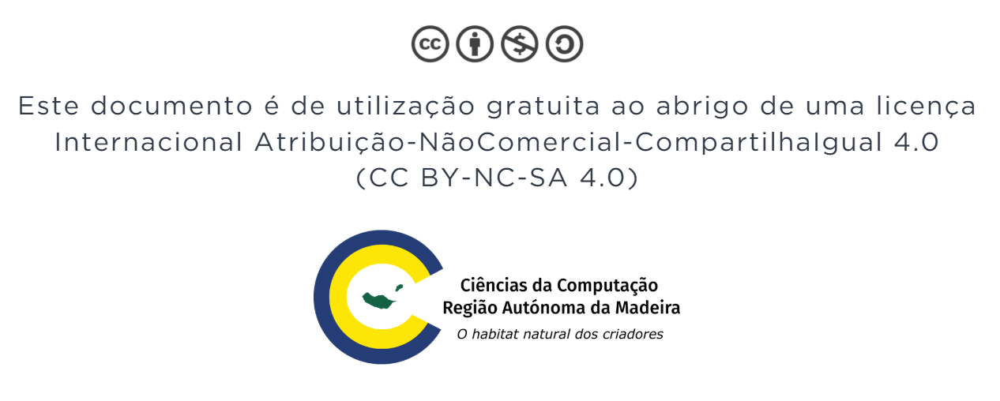 Este documento é de utilização gratuita ao abrigo de uma licença
Internacional Atribuição-NãoComercial-CompartilhaIgual 4.0
(CC BY-NC-SA 4.0)
Ciências da Computação
Região Autónoma da Madeira
O habitat natural dos criadores